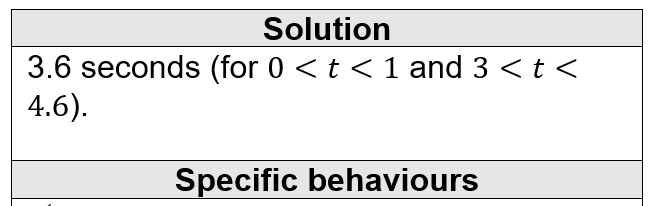 Solution
3.6 seconds (for 0 < t < 1 and 3 < t <
4.6).
Specific behaviours